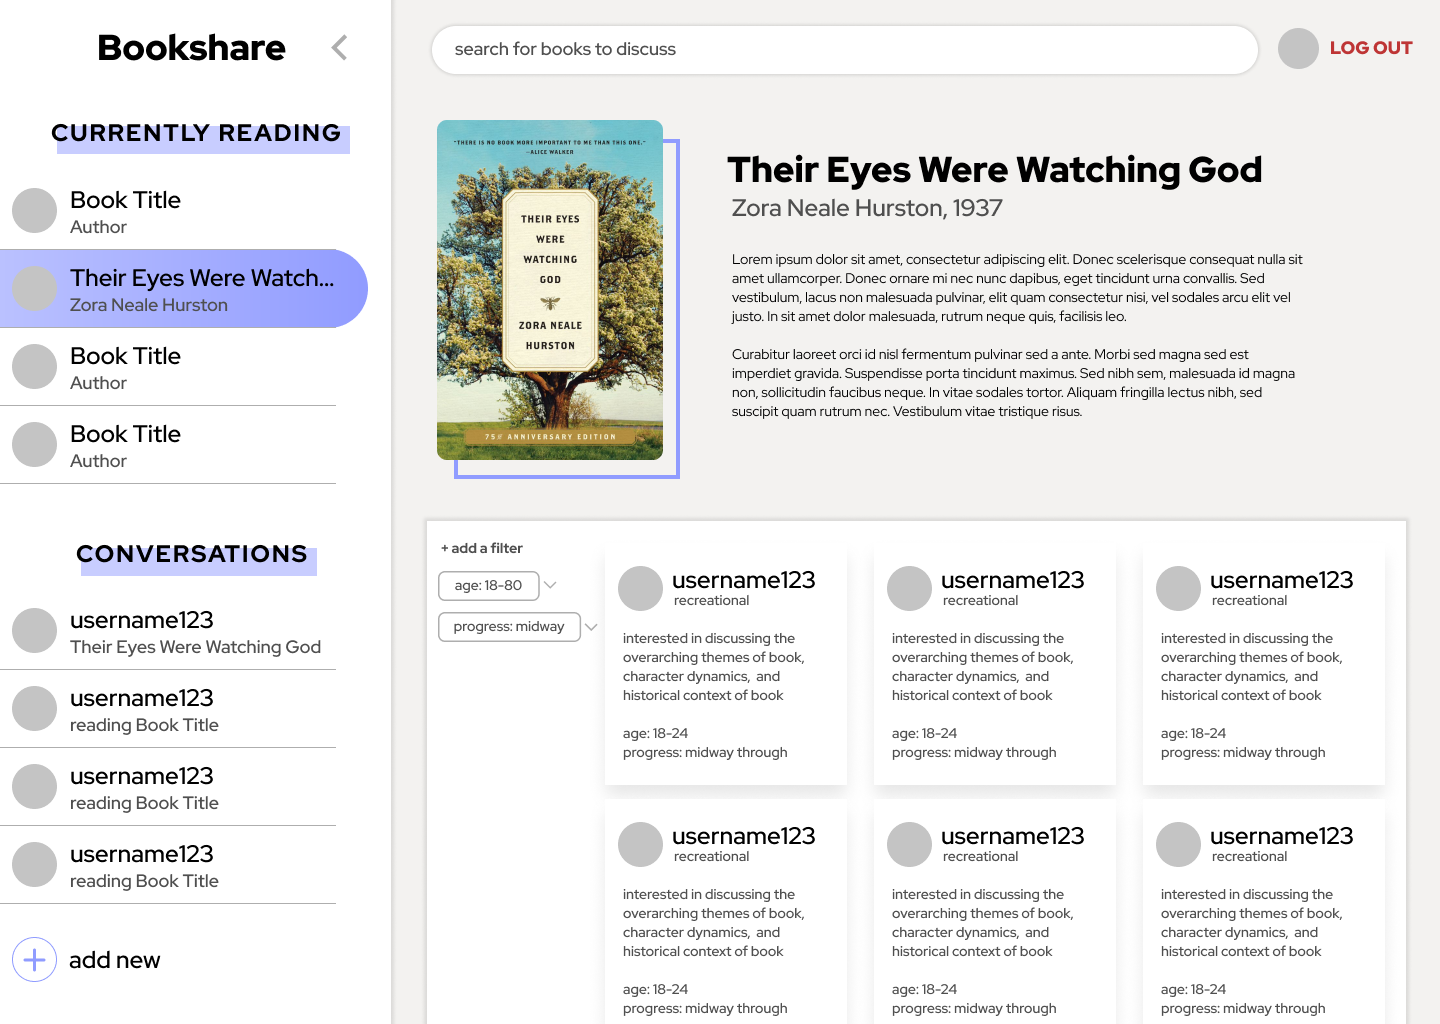 Bookshare
CURRENTLY READING
Book Title
Author
Their Eyes Were Watch...
Zora Neale Hurston
Book Title
Author
Book Title
Author
CONVERSATIONS
username123
Their Eyes Were Watching God
username123
reading Book Title
username123
reading Book Title
username123
reading Book Title
add new
search for books to discuss
LOG OUT
"THERE IS NO BOOK MORE IMPORTANT TO ME THAN THIS ONE."
—ALICE WALKER
THEIR EYES
WERE
WATCHING
GOD
ZORA NEALE
HURSTON
75TH ANNIVERSARY EDITION
Their Eyes Were Watching God
Zora Neale Hurston, 1937
Lorem ipsum dolor sit amet, consectetur adipiscing elit. Donec scelerisque consequat nulla sit
amet ullamcorper. Donec ornare mi nec nunc dapibus, eget tincidunt urna convallis. Sed
vestibulum, lacus non malesuada pulvinar, elit quam consectetur nisi, vel sodales arcu elit vel
justo. In sit amet dolor malesuada, rutrum neque quis, facilisis leo.
Curabitur laoreet orci id nisl fermentum pulvinar sed a ante. Morbi sed magna sed est
imperdiet gravida. Suspendisse porta tincidunt maximus. Sed nibh sem, malesuada id magna
non, sollicitudin faucibus neque. In vitae sodales tortor. Aliquam fringilla lectus nibh, sed
suscipit quam rutrum nec. Vestibulum vitae tristique risus.
+ add a filter
age: 18-80
progress: midway
username123
recreational
interested in discussing the
overarching themes of book,
character dynamics, and
historical context of book
age: 18-24
progress: midway through
username123
recreational
interested in discussing the
overarching themes of book,
character dynamics, and
historical context of book
age: 18-24
progress: midway through
username123
recreational
interested in discussing the
overarching themes of book,
character dynamics, and
historical context of book
age: 18-24
progress: midway through
username123
recreational
interested in discussing the
overarching themes of book,
character dynamics, and
historical context of book
age: 18-24
progress: midway through
username123
recreational
interested in discussing the
overarching themes of book,
character dynamics, and
historical context of book
age: 18-24
progress: midway through
username123
recreational
interested in discussing the
overarching themes of book,
character dynamics, and
historical context of book
age: 18-24
progress: midway through